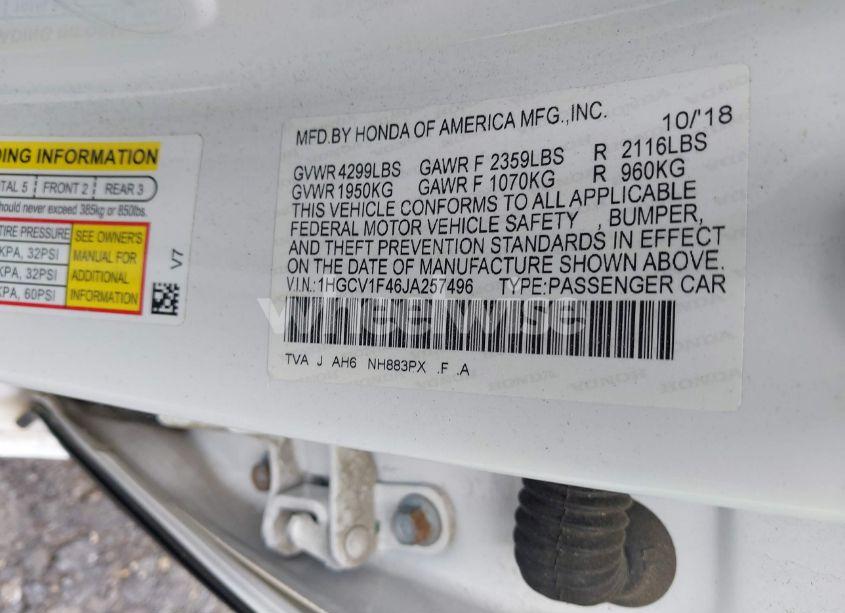 DING INFORMATION
TAL 5 FRONT 2 REAR 3
should never exceed 385kg or 850lbs.
TIRE PRESSURE
KPA, 32PSI
KPA, 32PSI
KPA, 60PSI
SEE OWNER'S
MANUAL FOR
ADDITIONAL
INFORMATION
V7
MFD.BY HONDA OF AMERICA MFG.,INC. 10/'18
GVWR 4299LBS GAWR F 2359LBS R 2116LBS
GVWR 1950KG GAWR F 1070KG R 960KG
THIS VEHICLE CONFORMS TO ALL APPLICABLE
FEDERAL MOTOR VEHICLE SAFETY , BUMPER,
AND THEFT PREVENTION STANDARDS IN EFFECT
ON THE DATE OF MANUFACTURE SHOWN ABOVE.
V.I.N.:1HGCV1F46JA257496 TYPE:PASSENGER CAR
wheelwise
TVA J AH6 NH883PX .F .A